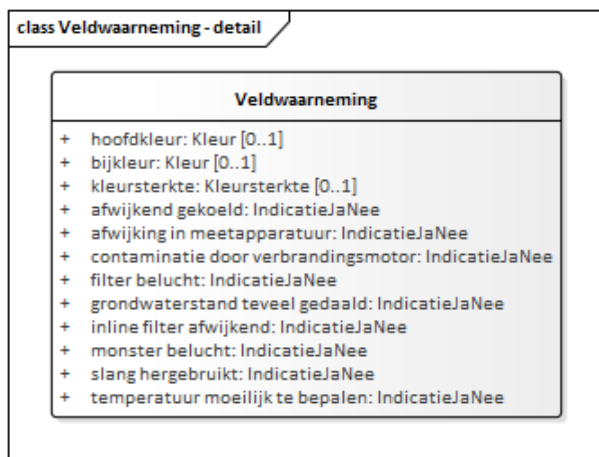 class Veldwaarneming - detail
Veldwaarneming
+ hoofdkleur: Kleur [0..1]
+ bijkleur: Kleur [0..1]
+ kleursterkte: Kleursterkte [0..1]
+ afwijkend gekoeld: IndicatieJaNee
+ afwijking in meetapparatuur: IndicatieJaNee
+ contaminatie door verbrandingsmotor: IndicatieJaNee
+ filter belucht: IndicatieJaNee
+ grondwaterstand teveel gedaald: IndicatieJaNee
+ inline filter afwijkend: IndicatieJaNee
+ monster belucht: IndicatieJaNee
+ slang hergebruikt: IndicatieJaNee
+ temperatuur moeilijk te bepalen: IndicatieJaNee